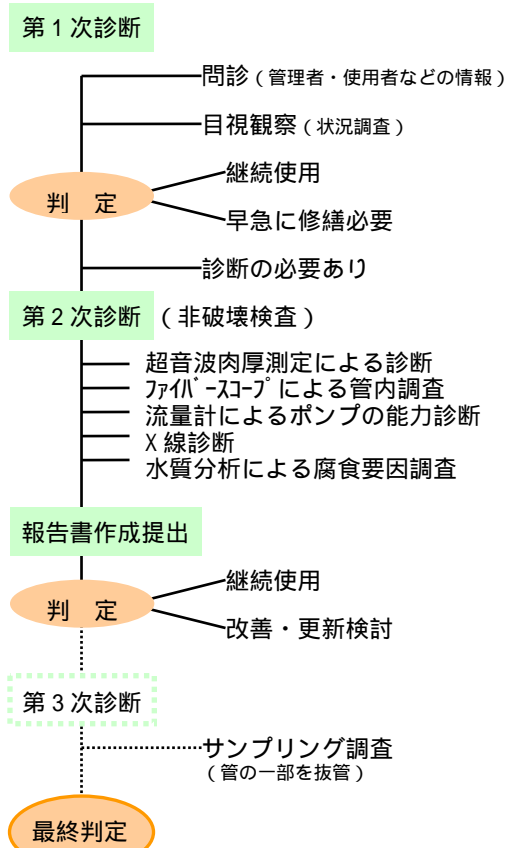 第1次診断
問診(管理者・使用者などの情報)
目視観察(状況調査)
継続使用
判 定
早急に修繕必要
診断の必要あり
第2次診断(非破壊検査)
超音波肉厚測定による診断
ファイバースコープによる管内調査
流量計によるポンプの能力診断
X線診断
水質分析による腐食要因調査
報告書作成提出
継続使用
判 定
改善・更新検討
第3次診断
サンプリング調査
(管の一部を抜管)
最終判定